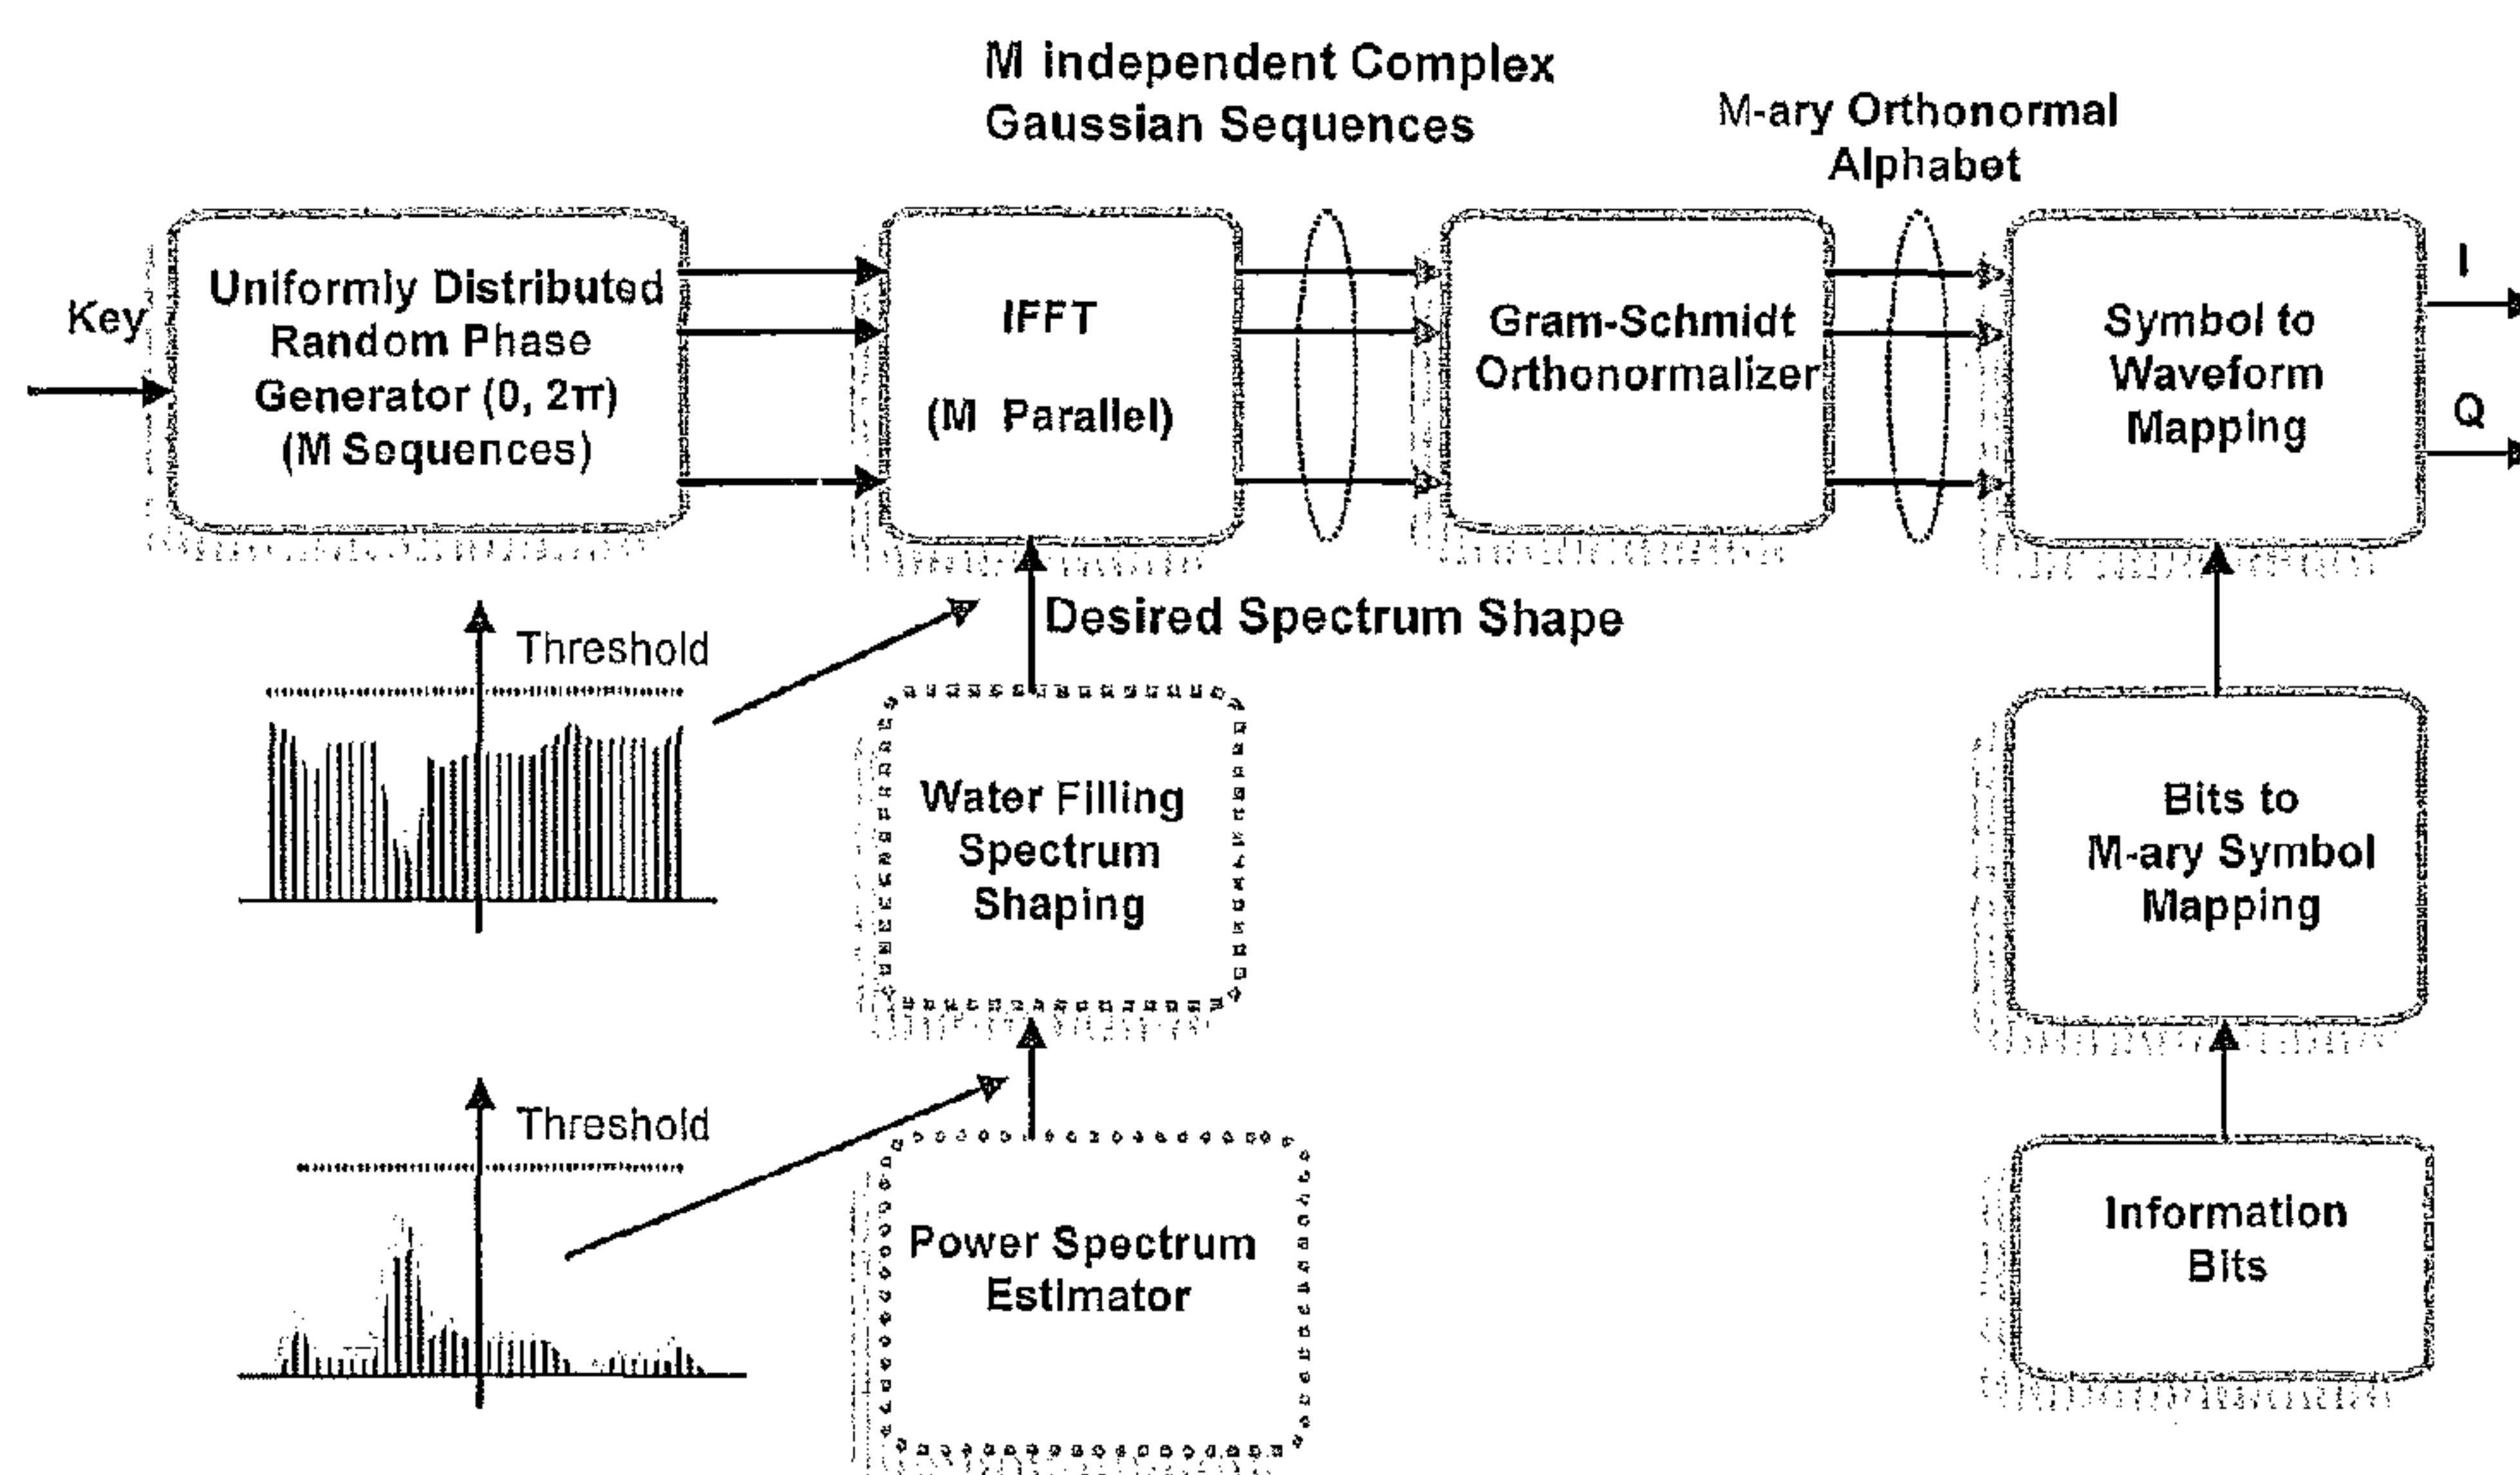 M independent Complex
Gaussian Sequences
M-ary Orthonormal
Alphabet
Key
Uniformly Distributed
Random Phase
Generator (0, 2π)
(M Sequences)
IFFT
(M Parallel)
Gram-Schmidt
Orthonormalizer
Symbol to
Waveform
Mapping
I
Q
Threshold
Desired Spectrum Shape
Water Filling
Spectrum
Shaping
Bits to
M-ary Symbol
Mapping
Threshold
Power Spectrum
Estimator
Information
Bits